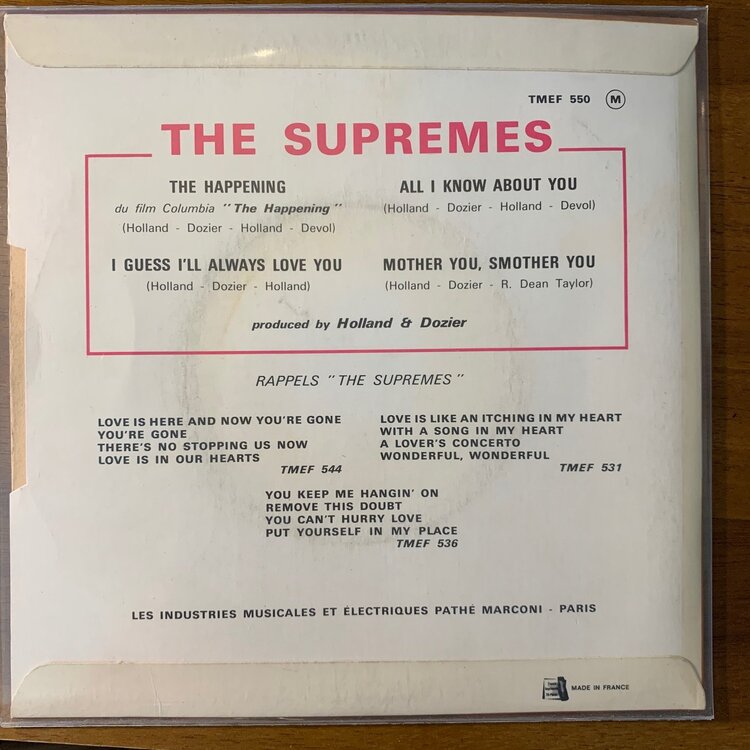 TMEF 550 M
THE SUPREMES
THE HAPPENING
du film Columbia "The Happening"
(Holland - Dozier - Holland - Devol)
ALL I KNOW ABOUT YOU
(Holland - Dozier - Holland - Devol)
I GUESS I'LL ALWAYS LOVE YOU
(Holland - Dozier - Holland)
MOTHER YOU, SMOTHER YOU
(Holland - Dozier - R. Dean Taylor)
produced by Holland & Dozier
RAPPELS "THE SUPREMES"
LOVE IS HERE AND NOW YOU'RE GONE
YOU'RE GONE
THERE'S NO STOPPING US NOW
LOVE IS IN OUR HEARTS
TMEF 544
LOVE IS LIKE AN ITCHING IN MY HEART
WITH A SONG IN MY HEART
A LOVER'S CONCERTO
WONDERFUL, WONDERFUL
TMEF 531
YOU KEEP ME HANGIN' ON
REMOVE THIS DOUBT
YOU CAN'T HURRY LOVE
PUT YOURSELF IN MY PLACE
TMEF 536
LES INDUSTRIES MUSICALES ET ÉLECTRIQUES PATHÉ MARCONI - PARIS
MADE IN FRANCE